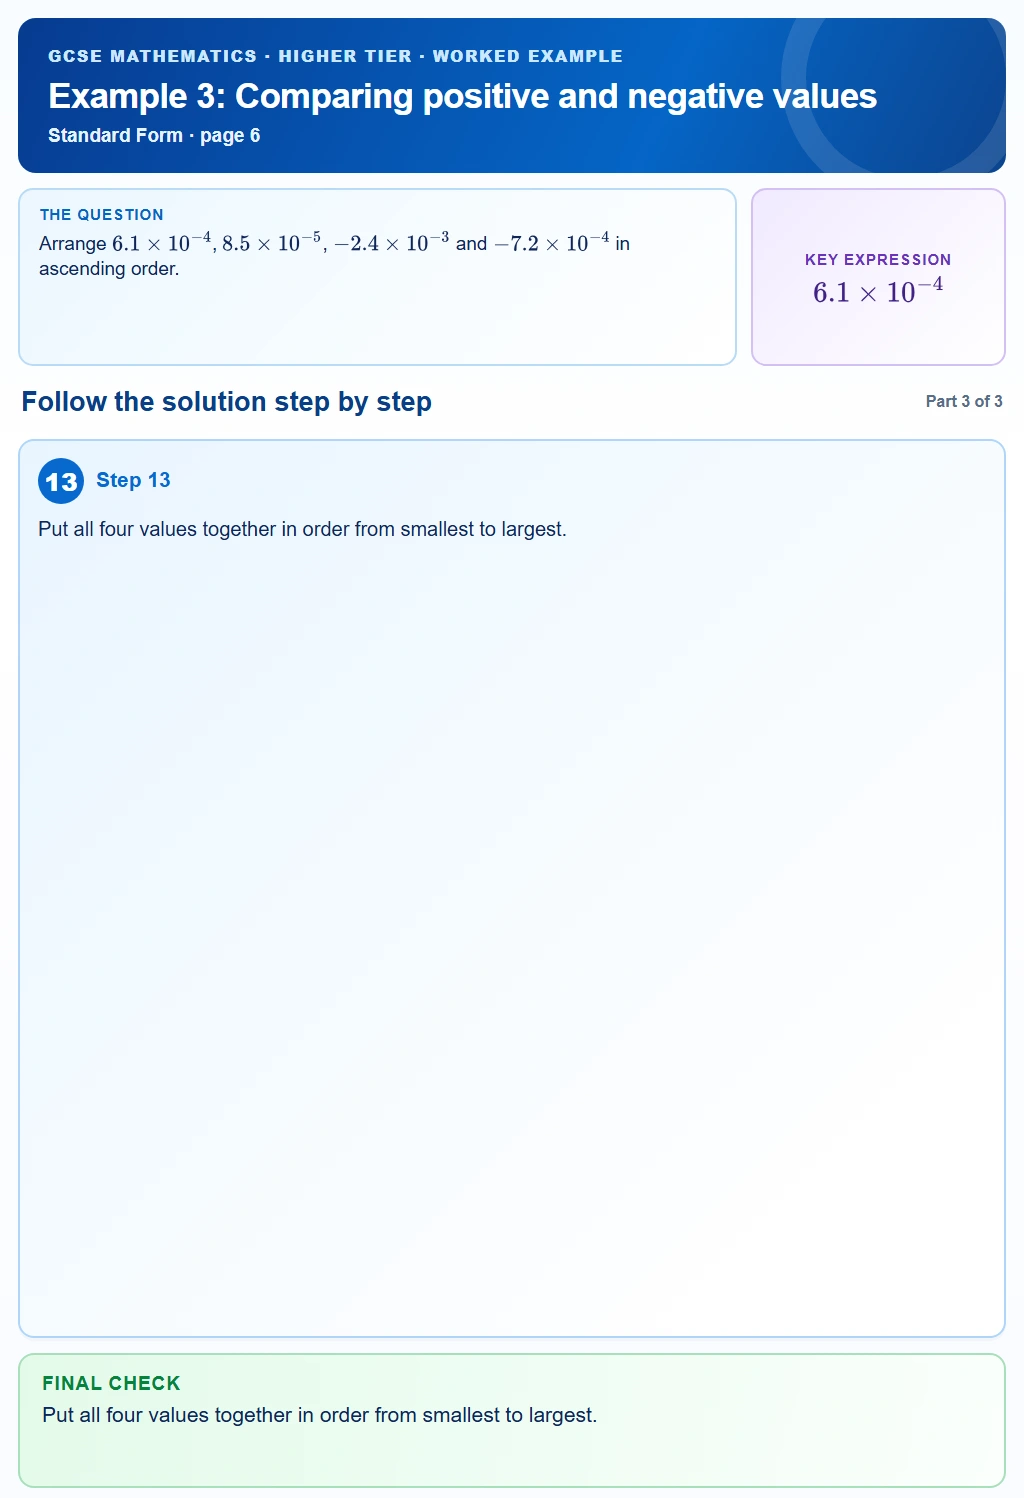 GCSE MATHEMATICS · HIGHER TIER · WORKED EXAMPLE
Example 3: Comparing positive and negative values
Standard Form · page 6
THE QUESTION
Arrange 6.1 × 10⁻⁴, 8.5 × 10⁻⁵, −2.4 × 10⁻³ and −7.2 × 10⁻⁴ in
ascending order.
KEY EXPRESSION
6.1 × 10⁻⁴
Follow the solution step by step
Part 3 of 3
13 Step 13
Put all four values together in order from smallest to largest.
FINAL CHECK
Put all four values together in order from smallest to largest.